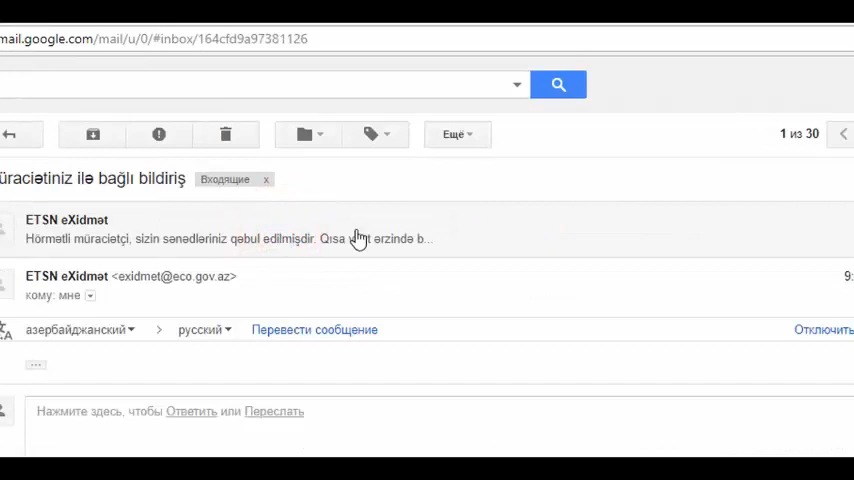 mail.google.com/mail/u/0/#inbox/164cfd9a97381126
Ещё
1 из 30
üraciətiniz ilə bağlı bildiriş Входящие x
ETSN eXidmət
Hörmətli müraciətçi, sizin sənədləriniz qəbul edilmişdir. Qısa ərzində b...
ETSN eXidmət <exidmet@eco.gov.az>
9:
кому: мне
азербайджанский > русский Перевести сообщение
Отключить
...
Нажмите здесь, чтобы Ответить или Переслать